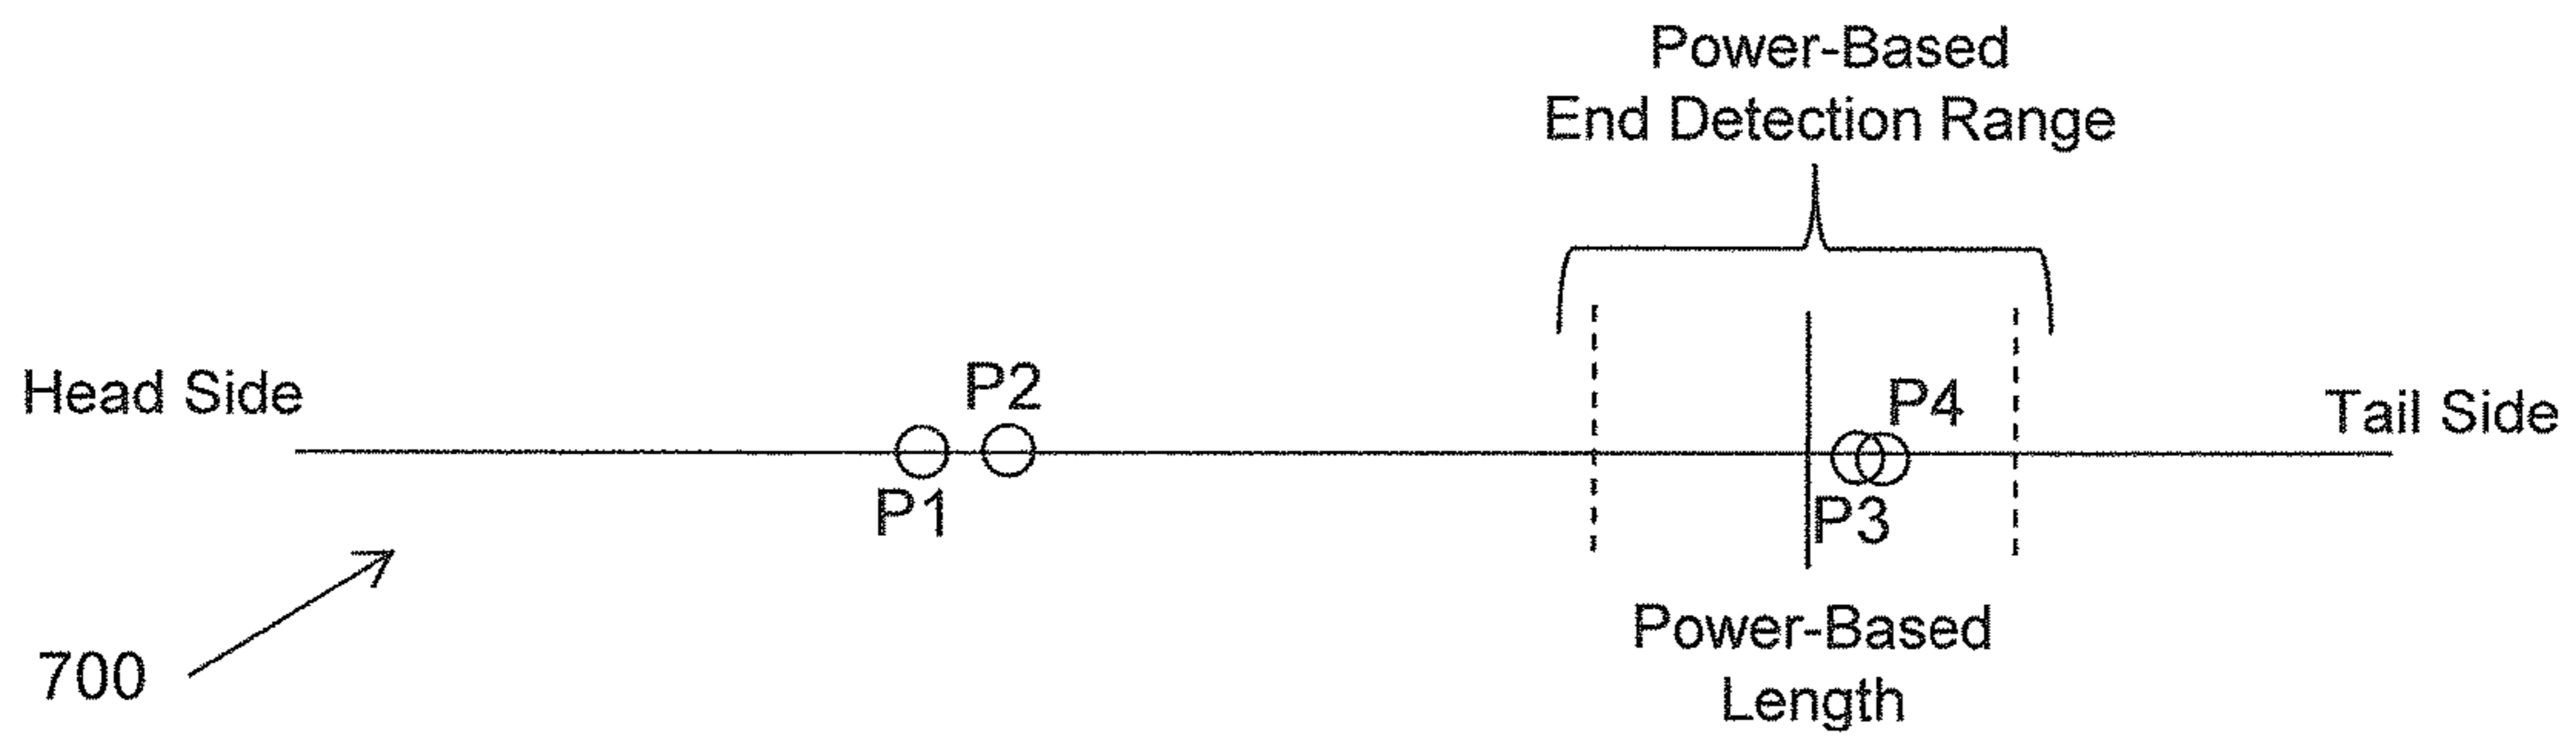 Power-Based
End Detection Range
Head Side
P2
P4
Tail Side
P1
P3
Power-Based
Length
700